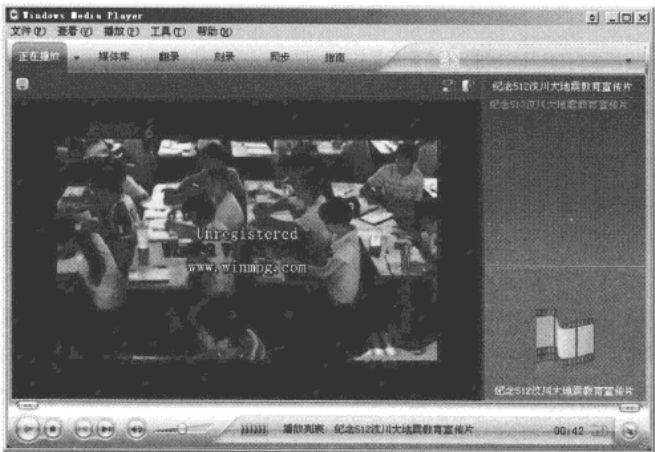 Windows Media Player
文件(F) 查看(V) 播放(P) 工具(T) 帮助(H)
正在播放 媒体库 翻录 刻录 同步 指南
纪念512汶川大地震教育宣传片
纪念512汶川大地震教育宣传片
Unregistered
www.winmpg.com
纪念512汶川大地震教育宣传片
播放列表 纪念512汶川大地震教育宣传片 00:42